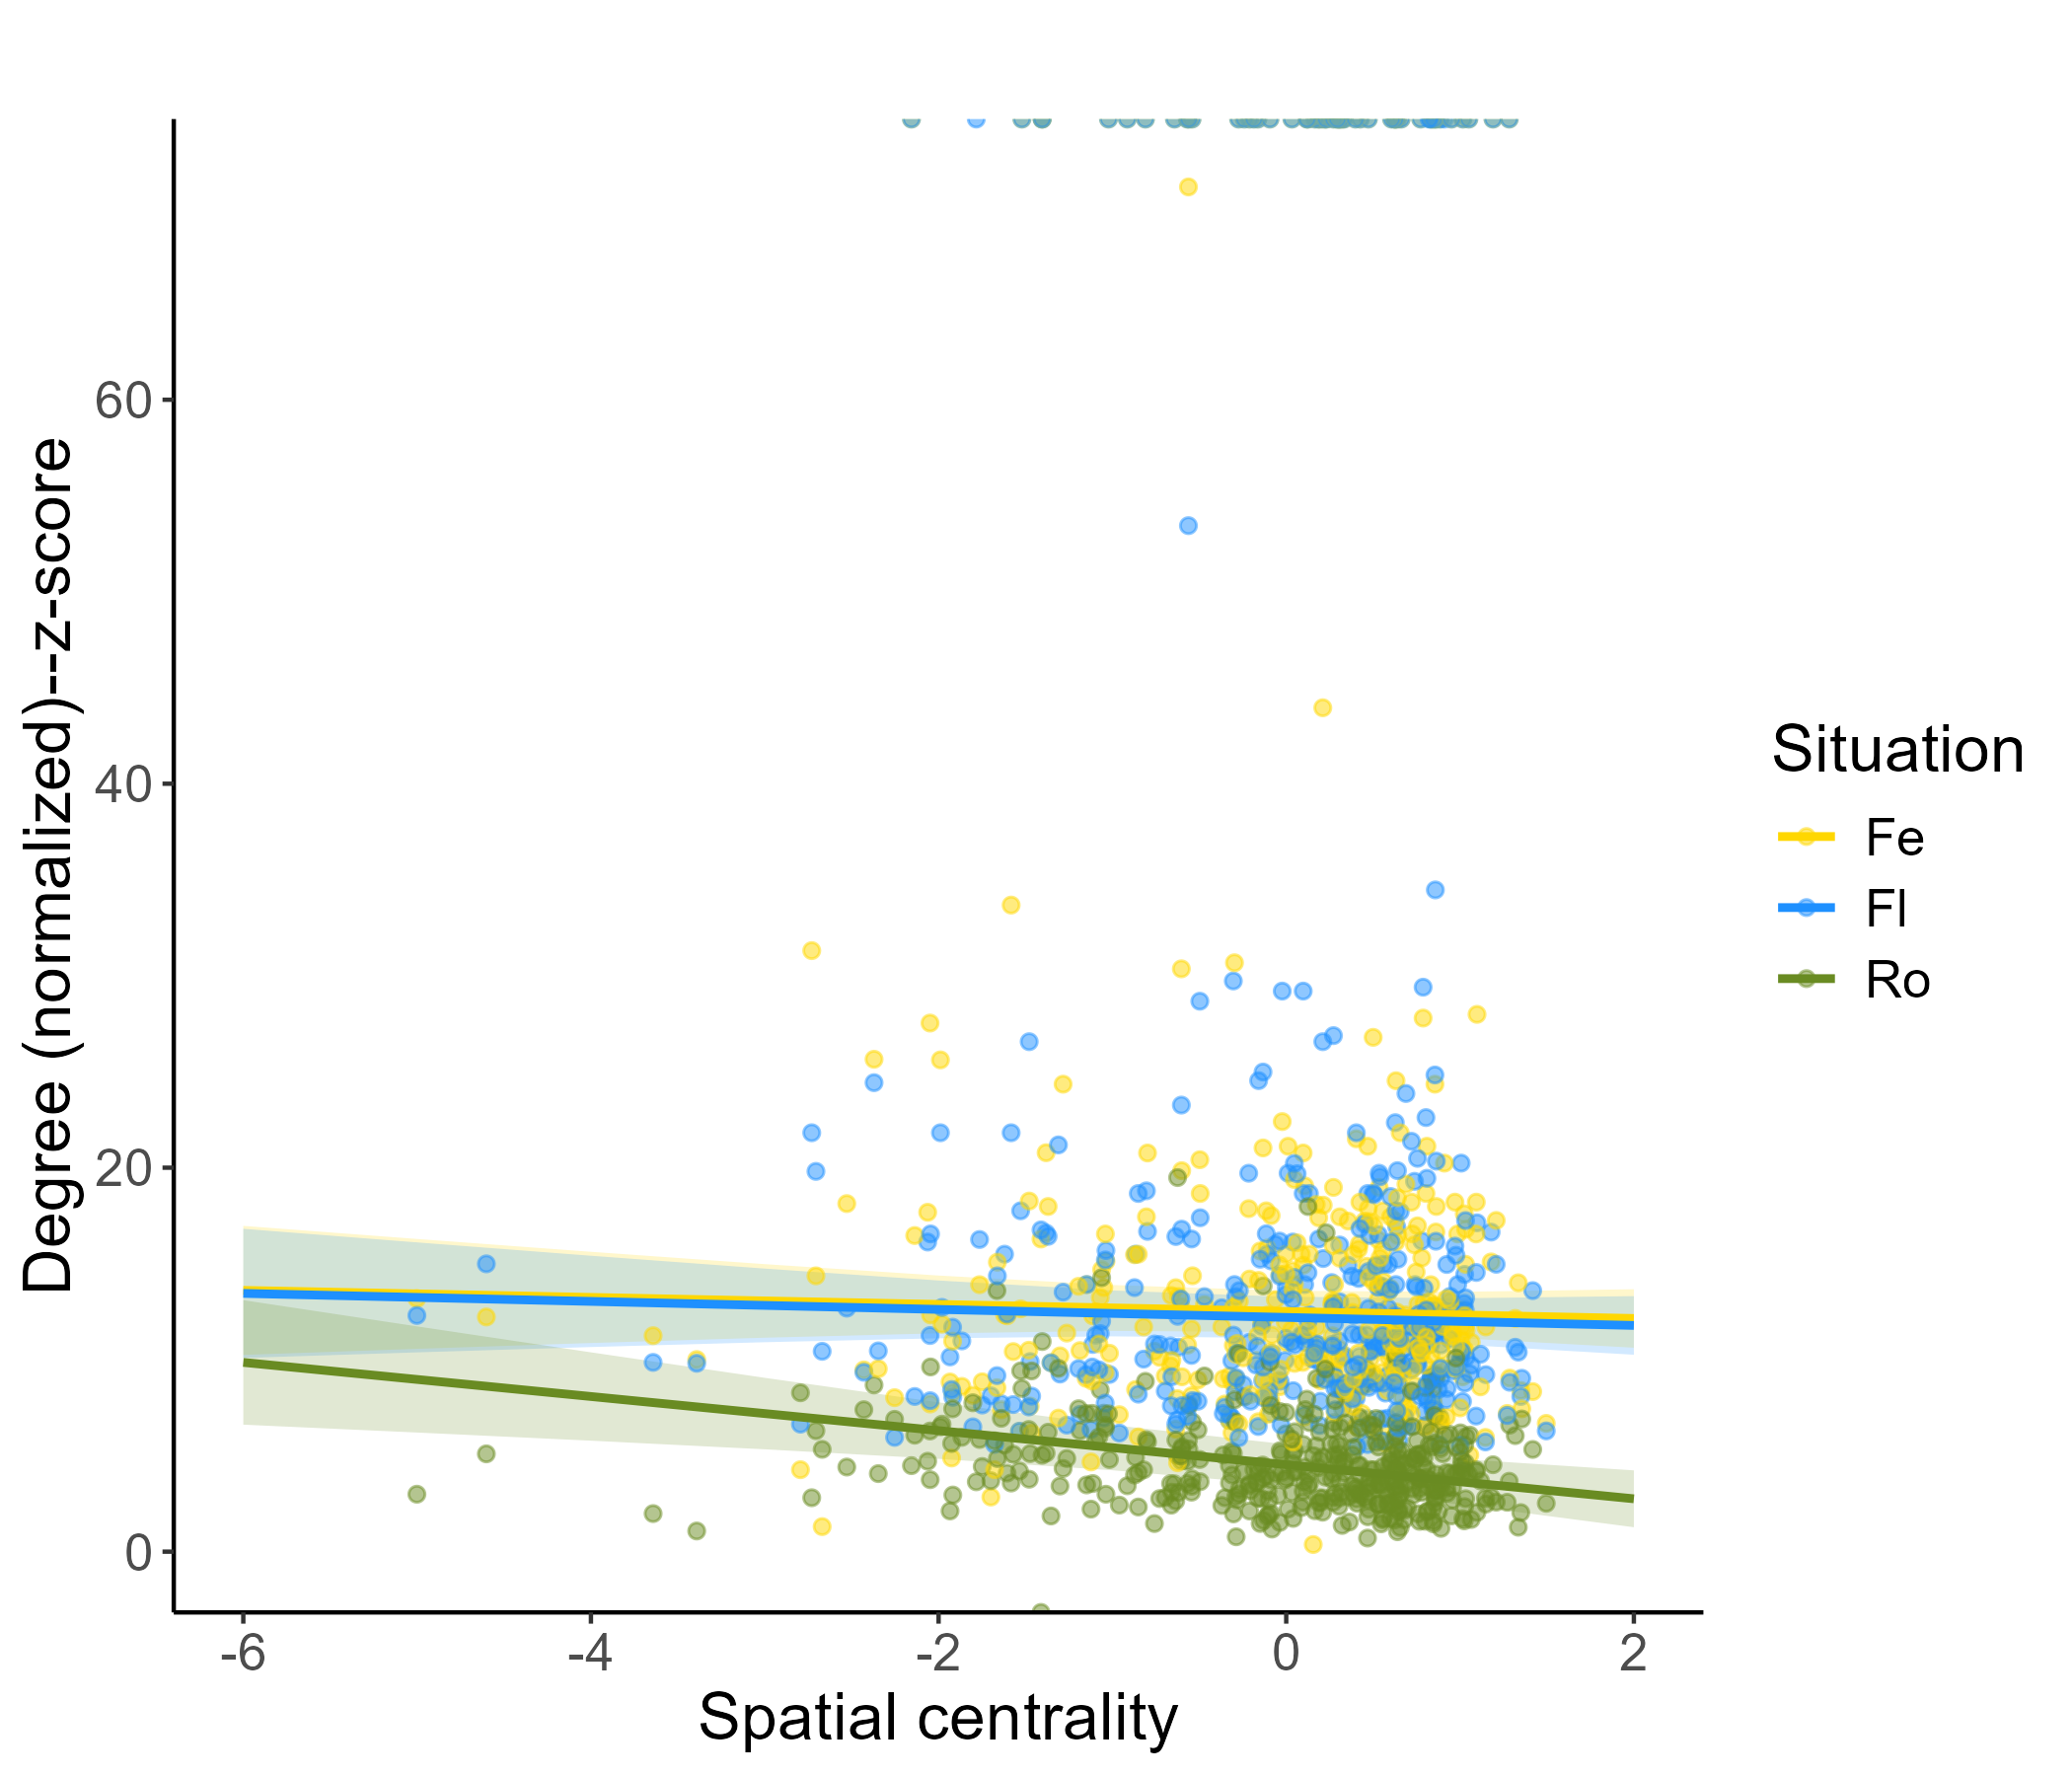 Degree (normalized)--z-score
60
40
20
0
-6
-4
-2
0
2
Spatial centrality
Situation
Fe
Fl
Ro